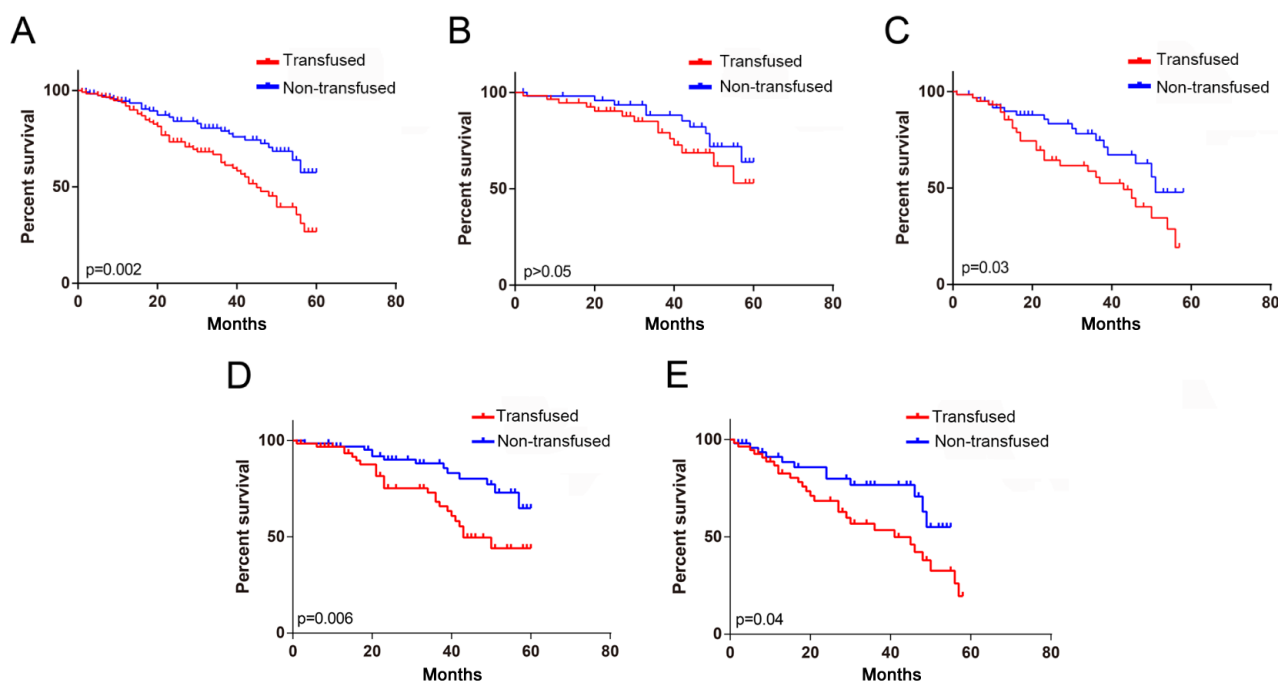 A
Transfused
Non-transfused
Percent survival
100
50
0
p=0.002
0 20 40 60 80
Months
B
Transfused
Non-transfused
Percent survival
100
50
0
p>0.05
0 20 40 60 80
Months
C
Transfused
Non-transfused
Percent survival
100
50
0
p=0.03
0 20 40 60 80
Months
D
Transfused
Non-transfused
Percent survival
100
50
0
p=0.006
0 20 40 60 80
Months
E
Transfused
Non-transfused
Percent survival
100
50
0
p=0.04
0 20 40 60 80
Months